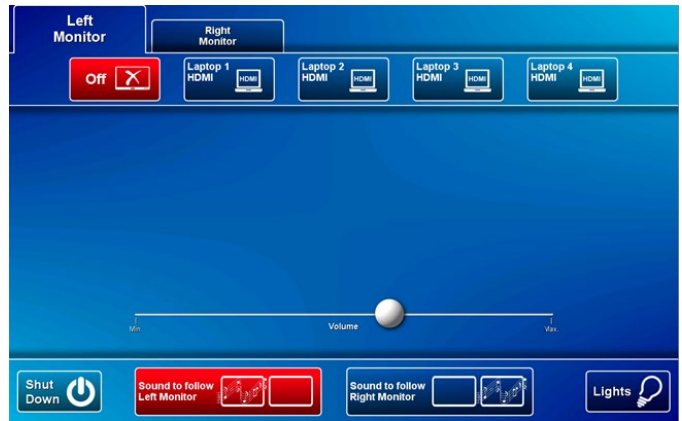 Left
Monitor
Right
Monitor
Off
Laptop 1
HDMI
HDMI
Laptop 2
HDMI
HDMI
Laptop 3
HDMI
HDMI
Laptop 4
HDMI
HDMI
Min.
Volume
Max.
Shut
Down
Sound to follow
Left Monitor
Sound to follow
Right Monitor
Lights